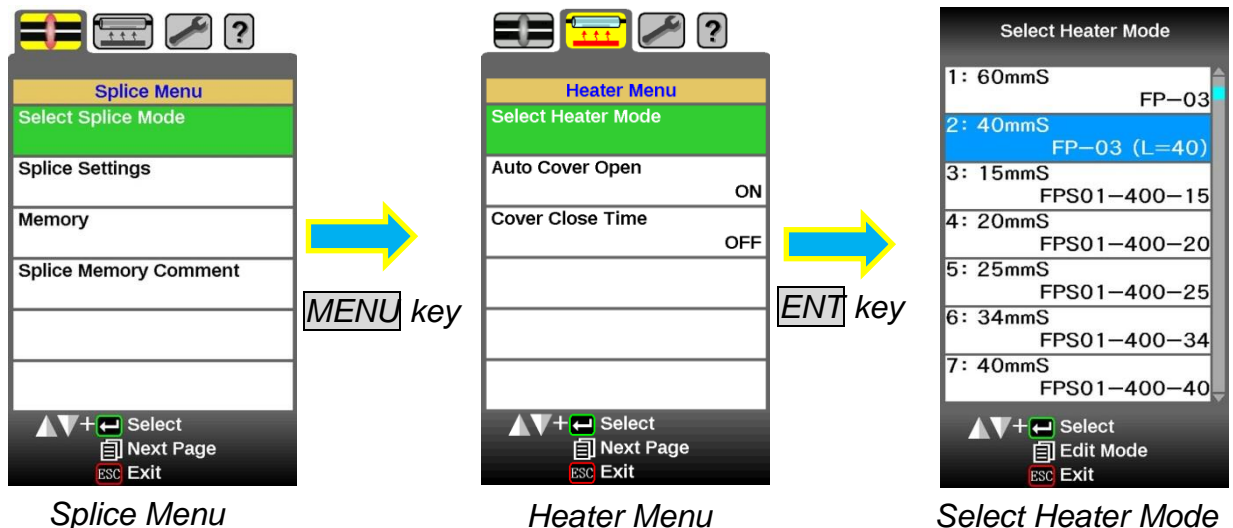 ?
Splice Menu
Select Splice Mode
Splice Settings
Memory
Splice Memory Comment
+ Select
Next Page
ESC Exit
Splice Menu
MENU key
?
Heater Menu
Select Heater Mode
Auto Cover Open
ON
Cover Close Time
OFF
+ Select
Next Page
ESC Exit
Heater Menu
ENT key
Select Heater Mode
1: 60mmS
FP-03
2: 40mmS
FP-03 (L=40)
3: 15mmS
FPS01-400-15
4: 20mmS
FPS01-400-20
5: 25mmS
FPS01-400-25
6: 34mmS
FPS01-400-34
7: 40mmS
FPS01-400-40
+ Select
Edit Mode
ESC Exit
Select Heater Mode